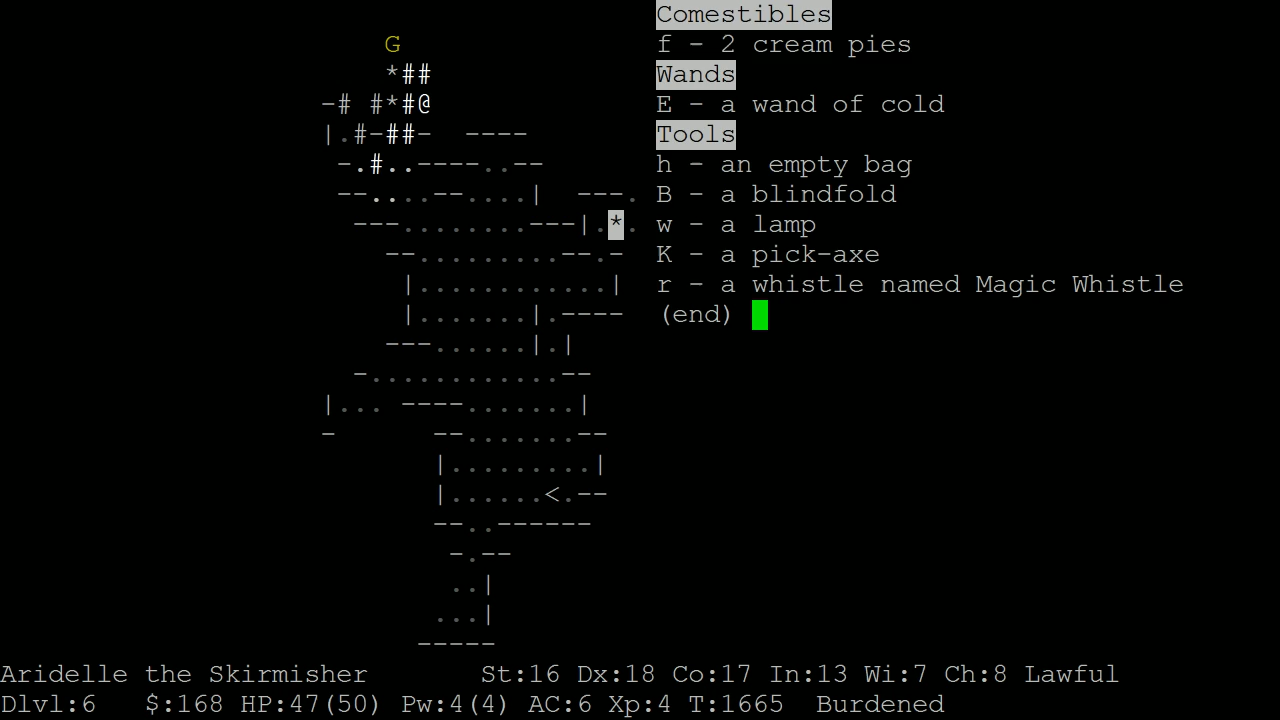 Comestibles
G f - 2 cream pies
*## Wands
-# #*#@ E - a wand of cold
|.#-##- ---- Tools
-.#..----..-- h - an empty bag
--....--....| ---. B - a blindfold
---........---|.*. w - a lamp
--.........--.- K - a pick-axe
|............| r - a whistle named Magic Whistle
|.......|.---- (end)
---......|.|
-............--
|... ----.......|
- --.......--
|.........|
|......<.--
--..------
-.--
..|
...|
-----
Aridelle the Skirmisher St:16 Dx:18 Co:17 In:13 Wi:7 Ch:8 Lawful
Dlvl:6 $:168 HP:47(50) Pw:4(4) AC:6 Xp:4 T:1665 Burdened